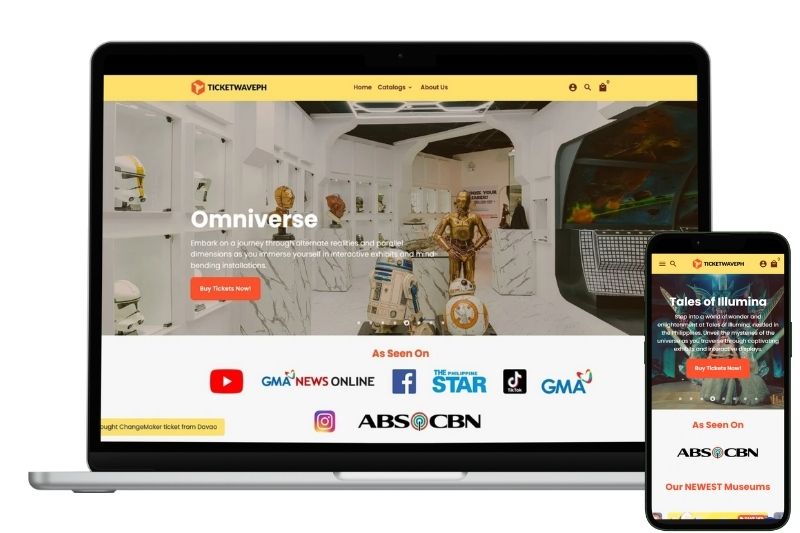 TICKETWAVEPH
Home Catalogs About Us
0
CHOOSE YOUR
Omniverse
Embark on a journey through alternate realities and parallel
dimensions as you immerse yourself in interactive exhibits and mind-
bending installations.
Buy Tickets Now!
As Seen On
GMA NEWS ONLINE
THE PHILIPPINE
STAR
TikTok
GMA
ABS CBN
ought ChangeMaker ticket from Davao
TICKETWAVEPH
Tales of Illumina
Step into a world of wonder and
enlightenment at Tales of Illumina, nestled in
the Philippines. Unveil the mysteries of the
universe as you traverse through captivating
exhibits and interactive displays.
Buy Tickets Now!
As Seen On
ABS CBN
Our NEWEST Museums